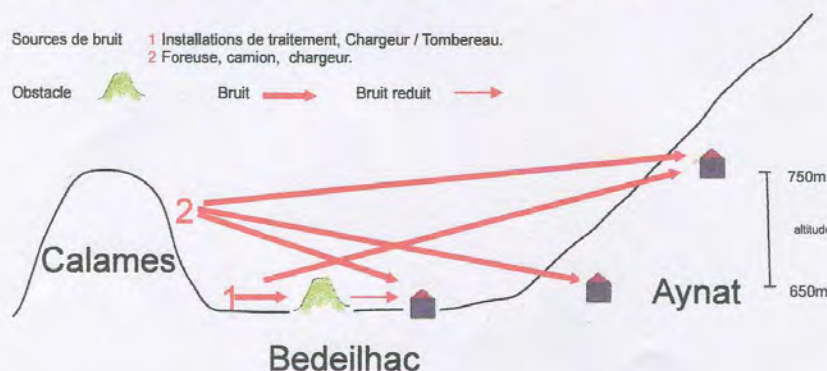 Sources de bruit 1 Installations de traitement, Chargeur / Tombereau.
2 Foreuse, camion, chargeur.
Obstacle Bruit Bruit reduit
2
750m
Calames
altitude
1
Aynat
650m
Bedeilhac